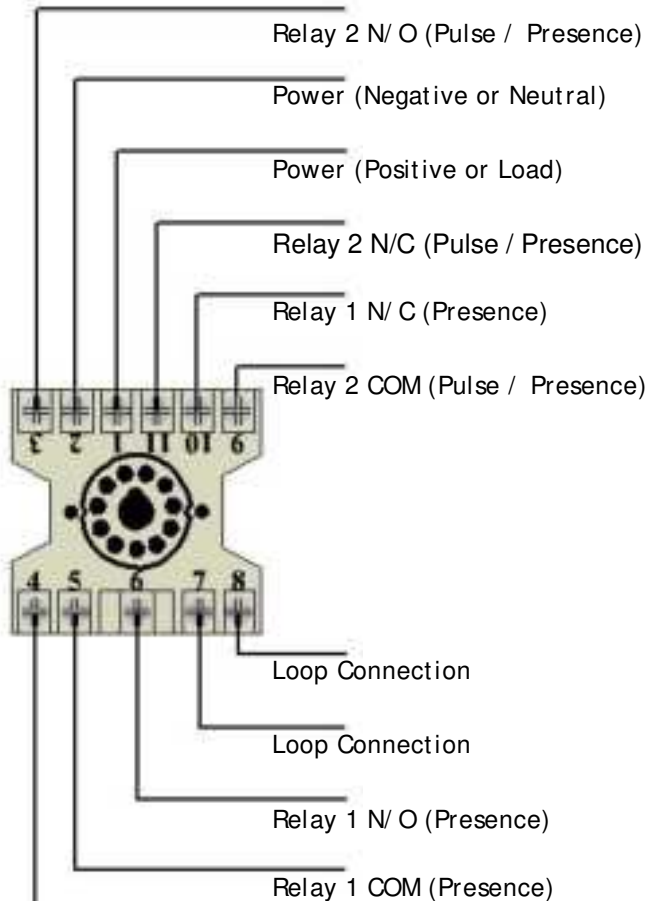 Relay 2 N/O (Pulse / Presence)
Power (Negative or Neutral)
Power (Positive or Load)
Relay 2 N/C (Pulse / Presence)
Relay 1 N/C (Presence)
Relay 2 COM (Pulse / Presence)
3 2 1 11 10 9
4 5 6 7 8
Loop Connection
Loop Connection
Relay 1 N/O (Presence)
Relay 1 COM (Presence)